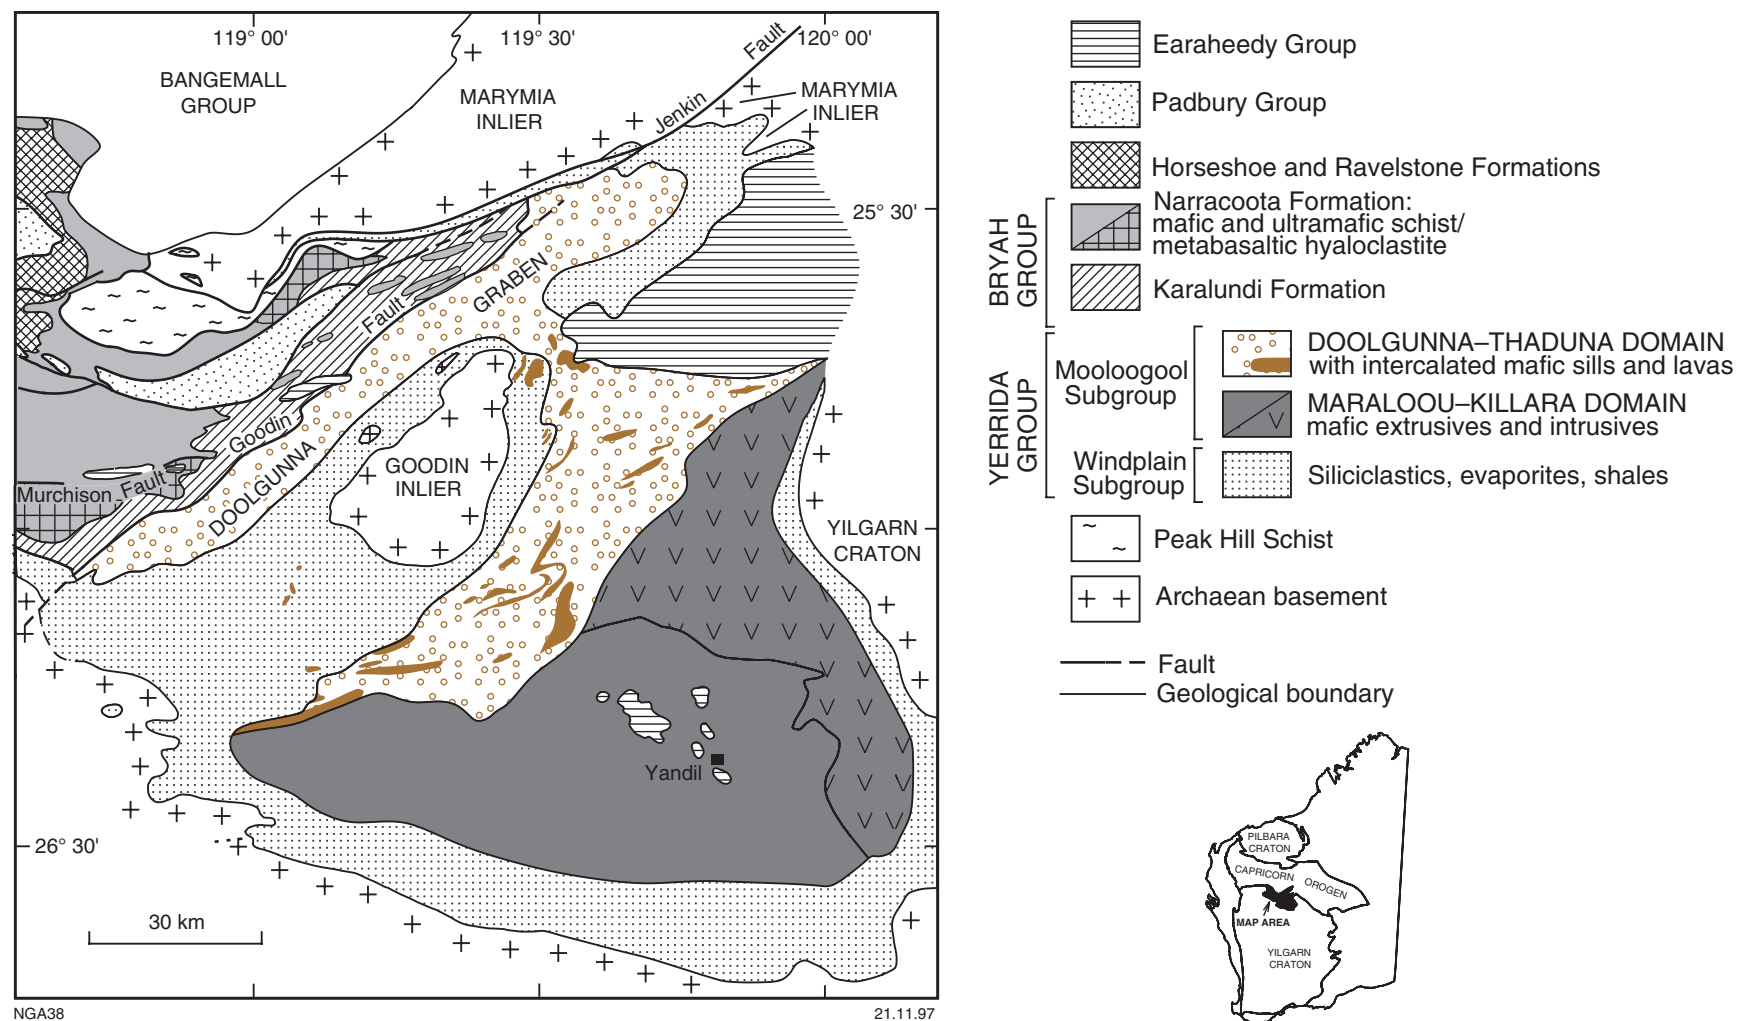 119° 00'
119° 30'
120° 00'
BANGEMALL
GROUP
MARYMIA
INLIER
Jenkin Fault
MARYMIA
INLIER
25° 30'
GRABEN
Fault
Goodin
DOOLGUNNA
GOODIN
INLIER
Murchison Fault
YILGARN
CRATON
Yandil
26° 30'
30 km
NGA38
21.11.97
Earaheedy Group
Padbury Group
Horseshoe and Ravelstone Formations
BRYAH
GROUP
Narracoota Formation:
mafic and ultramafic schist/
metabasaltic hyaloclastite
Karalundi Formation
YERRIDA
GROUP
Mooloogool
Subgroup
DOOLGUNNA–THADUNA DOMAIN
with intercalated mafic sills and lavas
MARALOOU–KILLARA DOMAIN
mafic extrusives and intrusives
Windplain
Subgroup
Siliciclastics, evaporites, shales
Peak Hill Schist
Archaean basement
Fault
Geological boundary
PILBARA
CRATON
CAPRICORN OROGEN
MAP AREA
YILGARN
CRATON